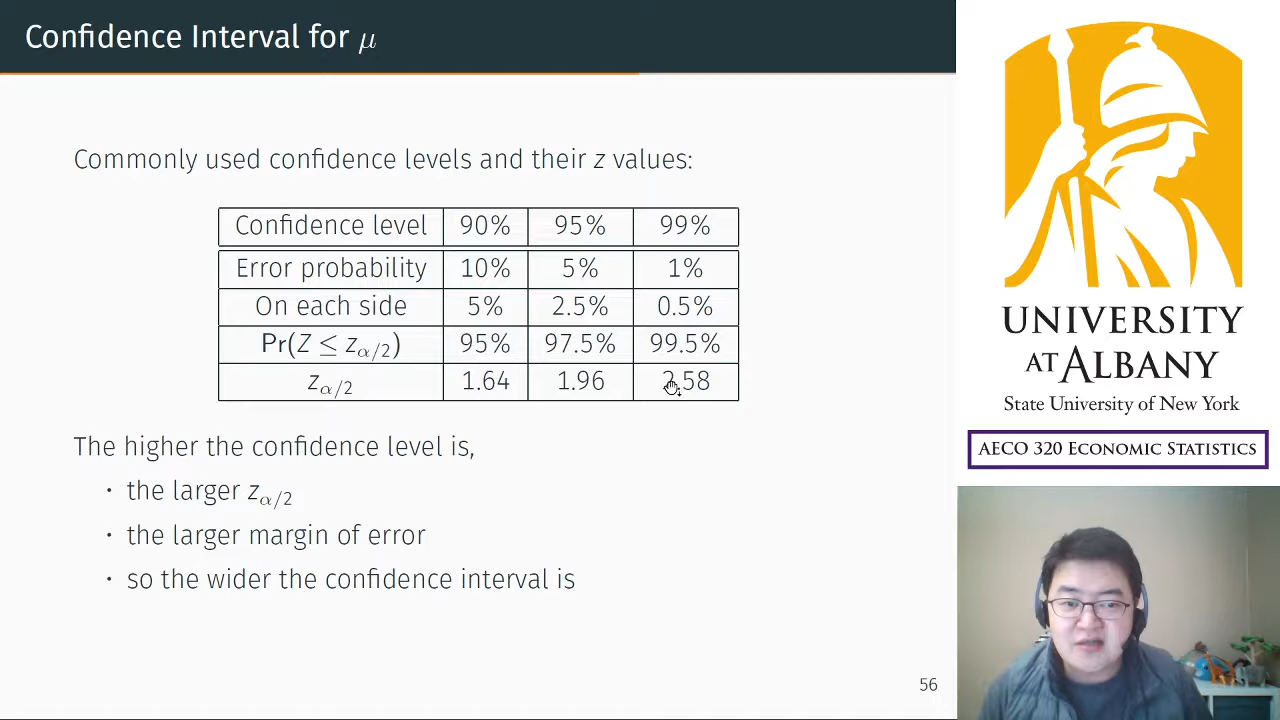 Confidence Interval for μ
Commonly used confidence levels and their z values:
Confidence level 90% 95% 99%
Error probability 10% 5% 1%
On each side 5% 2.5% 0.5%
Pr(Z ≤ z_{α/2}) 95% 97.5% 99.5%
z_{α/2} 1.64 1.96 2.58
The higher the confidence level is,
· the larger z_{α/2}
· the larger margin of error
· so the wider the confidence interval is
56
UNIVERSITY
AT ALBANY
State University of New York
AECO 320 Economic Statistics